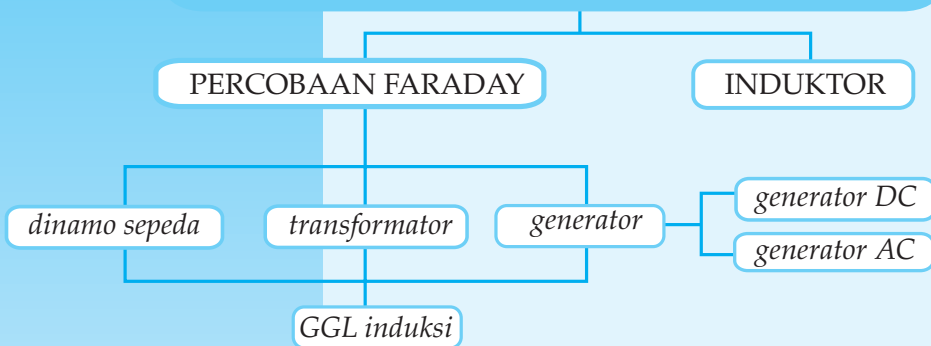 PERCOBAAN FARADAY
INDUKTOR
dinamo sepeda
transformator
generator
generator DC
generator AC
GGL induksi